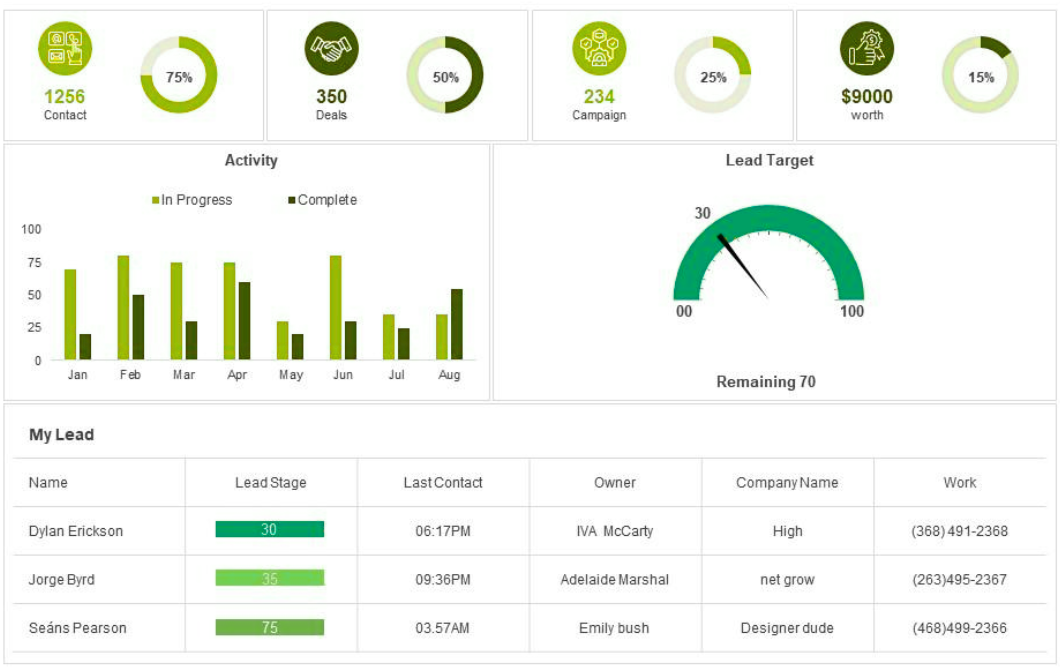 75%
1256
Contact
50%
350
Deals
25%
234
Campaign
15%
$9000
worth
Activity
In Progress Complete
100
75
50
25
0
Jan Feb Mar Apr May Jun Jul Aug
Lead Target
30
00 100
Remaining 70
My Lead
Name Lead Stage Last Contact Owner Company Name Work
Dylan Erickson 30 06:17PM IVA McCarty High (368) 491-2368
Jorge Byrd 35 09:36PM Adelaide Marshal net grow (263)495-2367
Seáns Pearson 75 03.57AM Emily bush Designer dude (468)499-2366